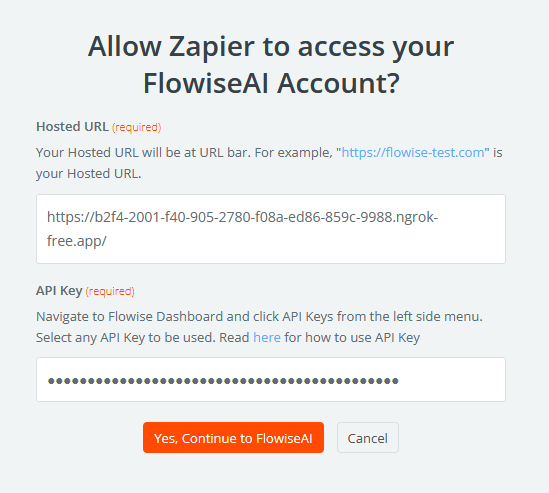 Allow Zapier to access your
FlowiseAI Account?
Hosted URL (required)
Your Hosted URL will be at URL bar. For example, "https://flowise-test.com" is
your Hosted URL.
https://b2f4-2001-f40-905-2780-f08a-ed86-859c-9988.ngrok-
free.app/
API Key (required)
Navigate to Flowise Dashboard and click API Keys from the left side menu.
Select any API Key to be used. Read here for how to use API Key
●●●●●●●●●●●●●●●●●●●●●●●●●●●●●●●●●●●●●●●●●●●●
Yes, Continue to FlowiseAI
Cancel